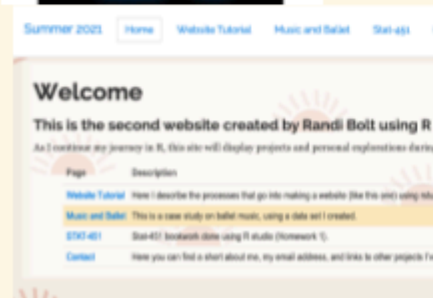 Summer 2021 Home Website Tutorial Music and Ballet Stat-451
Welcome
This is the second website created by Randi Bolt using R
As I continue my journey in R, this site will display projects and personal explorations during
Page Description
Website Tutorial Here I describe the processes that go into making a website (like this one) using
Music and Ballet This is a case study on ballet music, using a data set I created.
STAT-451 Stat-451 bookwork done using R studio (Homework 1).
Contact Here you can find a short about me, my email address, and links to other projects I'v